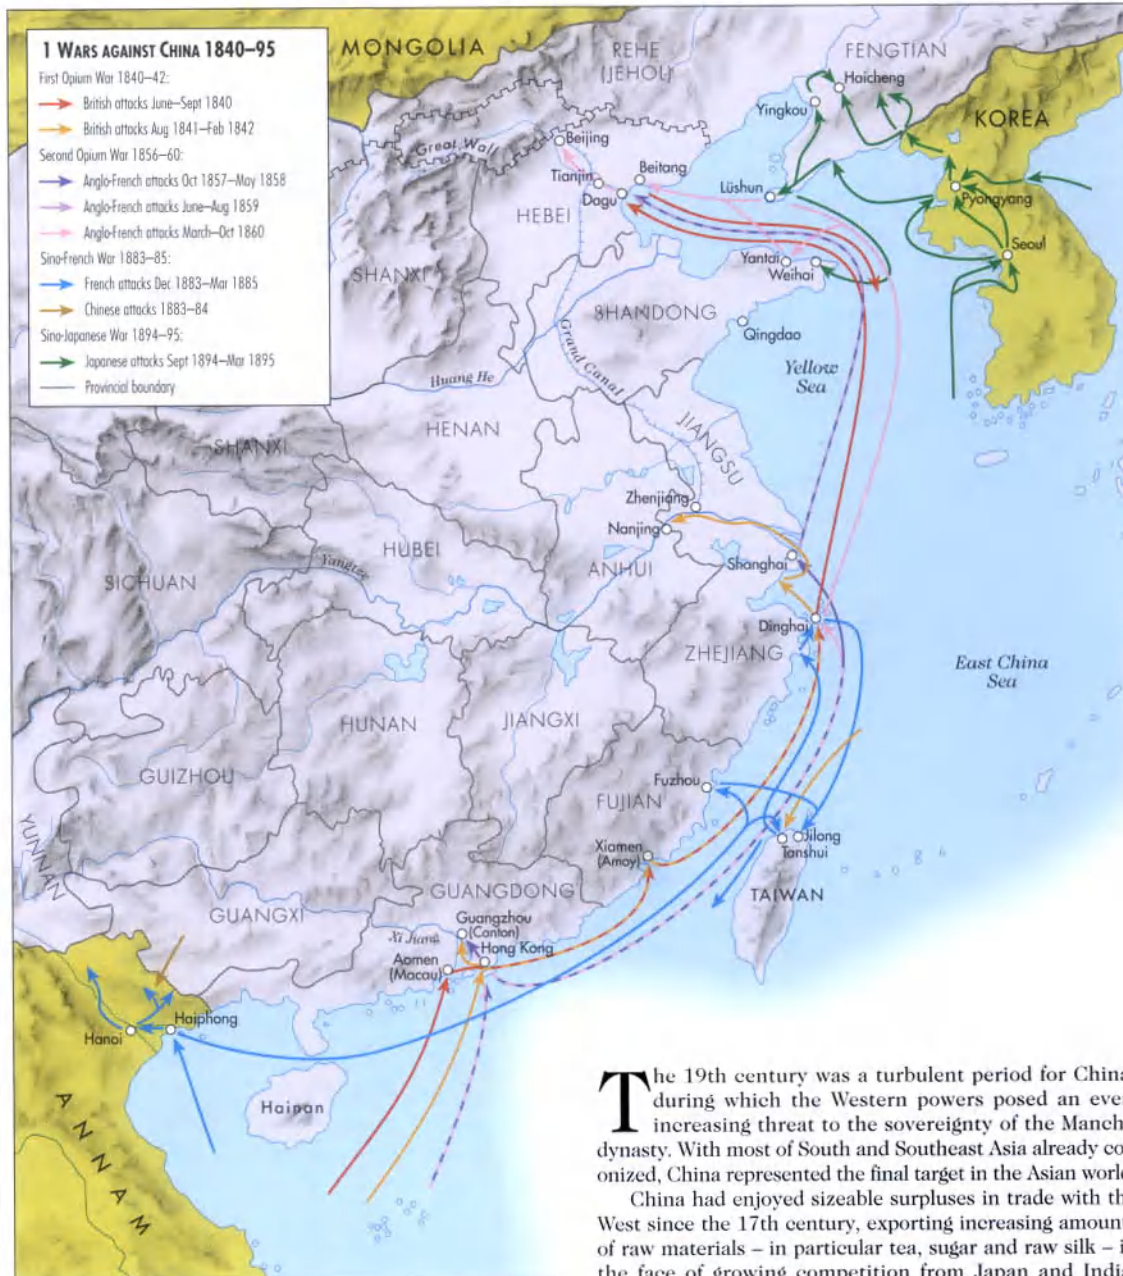 1 WARS AGAINST CHINA 1840–95
First Opium War 1840–42:
British attacks June–Sept 1840
British attacks Aug 1841–Feb 1842
Second Opium War 1856–60:
Anglo-French attacks Oct 1857–May 1858
Anglo-French attacks June–Aug 1859
Anglo-French attacks March–Oct 1860
Sino-French War 1883–85:
French attacks Dec 1883–Mar 1885
Chinese attacks 1883–84
Sino-Japanese War 1894–95:
Japanese attacks Sept 1894–Mar 1895
Provincial boundary
MONGOLIA
REHE
(JEHOL)
FENGTIAN
Haicheng
Yingkou
KOREA
Great Wall
Beijing
Tianjin
Beitang
Dagu
Lüshun
Pyongyang
HEBEI
Seoul
SHANXI
Yantai
Weihai
SHANDONG
Qingdao
Grand Canal
Huang He
Yellow
Sea
HENAN
JIANGSU
SHANXI
Zhenjiang
Nanjing
HUBEI
Shanghai
ANHUI
Yangtze
SICHUAN
Dinghai
ZHEJIANG
East China
Sea
HUNAN
JIANGXI
GUIZHOU
Fuzhou
FUJIAN
Jilong
Tanshui
Xiamen
(Amoy)
YUNNAN
GUANGDONG
TAIWAN
GUANGXI
Guangzhou
(Canton)
Xi Jiang
Hong Kong
Aomen
(Macau)
Haiphong
Hanoi
Hainan
ANNAM
The 19th century was a turbulent period for China
during which the Western powers posed an ever
increasing threat to the sovereignty of the Manch
dynasty. With most of South and Southeast Asia already co
onized, China represented the final target in the Asian world
China had enjoyed sizeable surpluses in trade with th
West since the 17th century, exporting increasing amount
of raw materials – in particular tea, sugar and raw silk – i
the face of growing competition from Japan and India